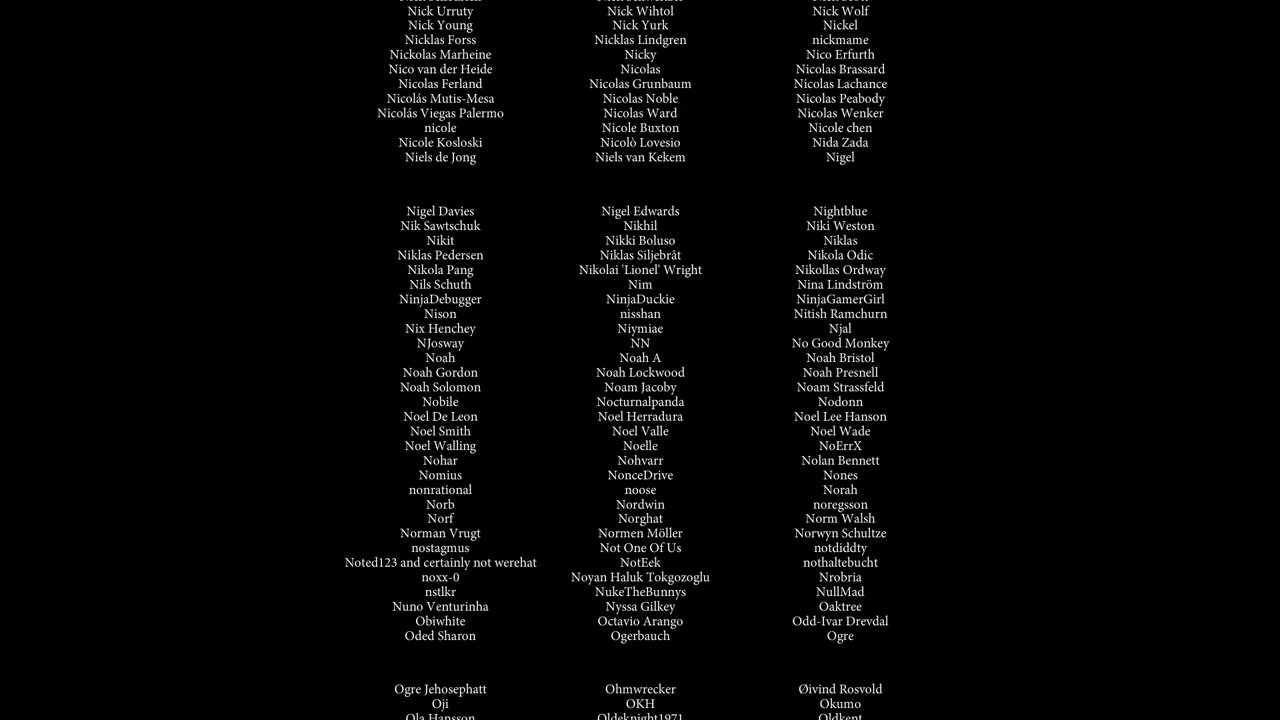 Nick Urruty Nick Wihtol Nick Wolf
Nick Young Nick Yurk Nickel
Nicklas Forss Nicklas Lindgren nickmame
Nickolas Marheine Nicky Nico Erfurth
Nico van der Heide Nicolas Nicolas Brassard
Nicolas Ferland Nicolas Grunbaum Nicolas Lachance
Nicolás Mutis-Mesa Nicolas Noble Nicolas Peabody
Nicolás Viegas Palermo Nicolas Ward Nicolas Wenker
nicole Nicole Buxton Nicole chen
Nicole Kosloski Nicolò Lovesio Nida Zada
Niels de Jong Niels van Kekem Nigel
Nigel Davies Nigel Edwards Nightblue
Nik Sawtschuk Nikhil Niki Weston
Nikit Nikki Boluso Niklas
Niklas Pedersen Niklas Siljebråt Nikola Odic
Nikola Pang Nikolai 'Lionel' Wright Nikollas Ordway
Nils Schuth Nim Nina Lindström
NinjaDebugger NinjaDuckie NinjaGamerGirl
Nison nisshan Nitish Ramchurn
Nix Henchey Niymiae Njal
NJosway NN No Good Monkey
Noah Noah A Noah Bristol
Noah Gordon Noah Lockwood Noah Presnell
Noah Solomon Noam Jacoby Noam Strassfeld
Nobile Nocturnalpanda Nodonn
Noel De Leon Noel Herradura Noel Lee Hanson
Noel Smith Noel Valle Noel Wade
Noel Walling Noelle NoErrX
Nohar Nohvarr Nolan Bennett
Nomius NonceDrive Nones
nonrational noose Norah
Norb Nordwin noregsson
Norf Norghat Norm Walsh
Norman Vrugt Normen Möller Norwyn Schultze
nostagmus Not One Of Us notdiddty
Noted123 and certainly not werehat NotEek nothaltebucht
noxx-0 Noyan Haluk Tokgozoglu Nrobria
nstlkr NukeTheBunnys NullMad
Nuno Venturinha Nyssa Gilkey Oaktree
Obiwhite Octavio Arango Odd-Ivar Drevdal
Oded Sharon Ogerbauch Ogre
Ogre Jehosephatt Ohmwrecker Øivind Rosvold
Oji OKH Okumo
Ola Hansson Oldeknight1971 Oldkent